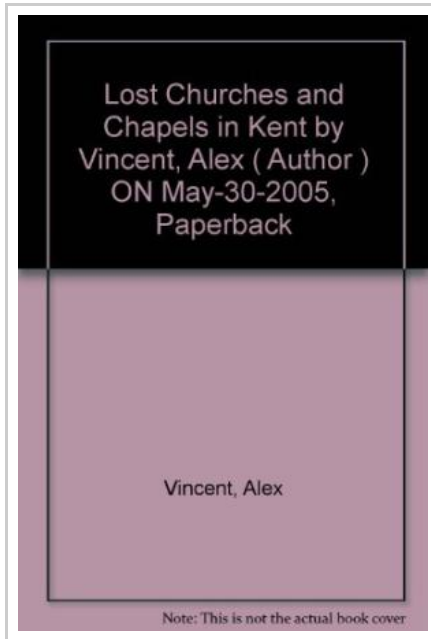 Lost Churches and
Chapels in Kent by
Vincent, Alex ( Author )
ON May-30-2005,
Paperback
Vincent, Alex
Note: This is not the actual book cover